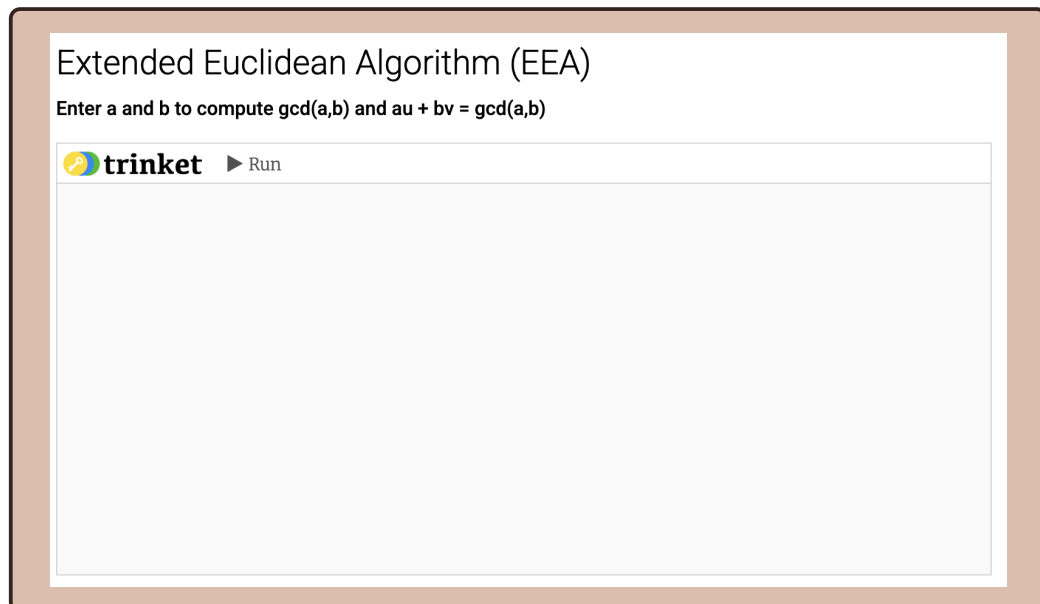 Extended Euclidean Algorithm (EEA)
Enter a and b to compute gcd(a,b) and au + bv = gcd(a,b)
trinket Run